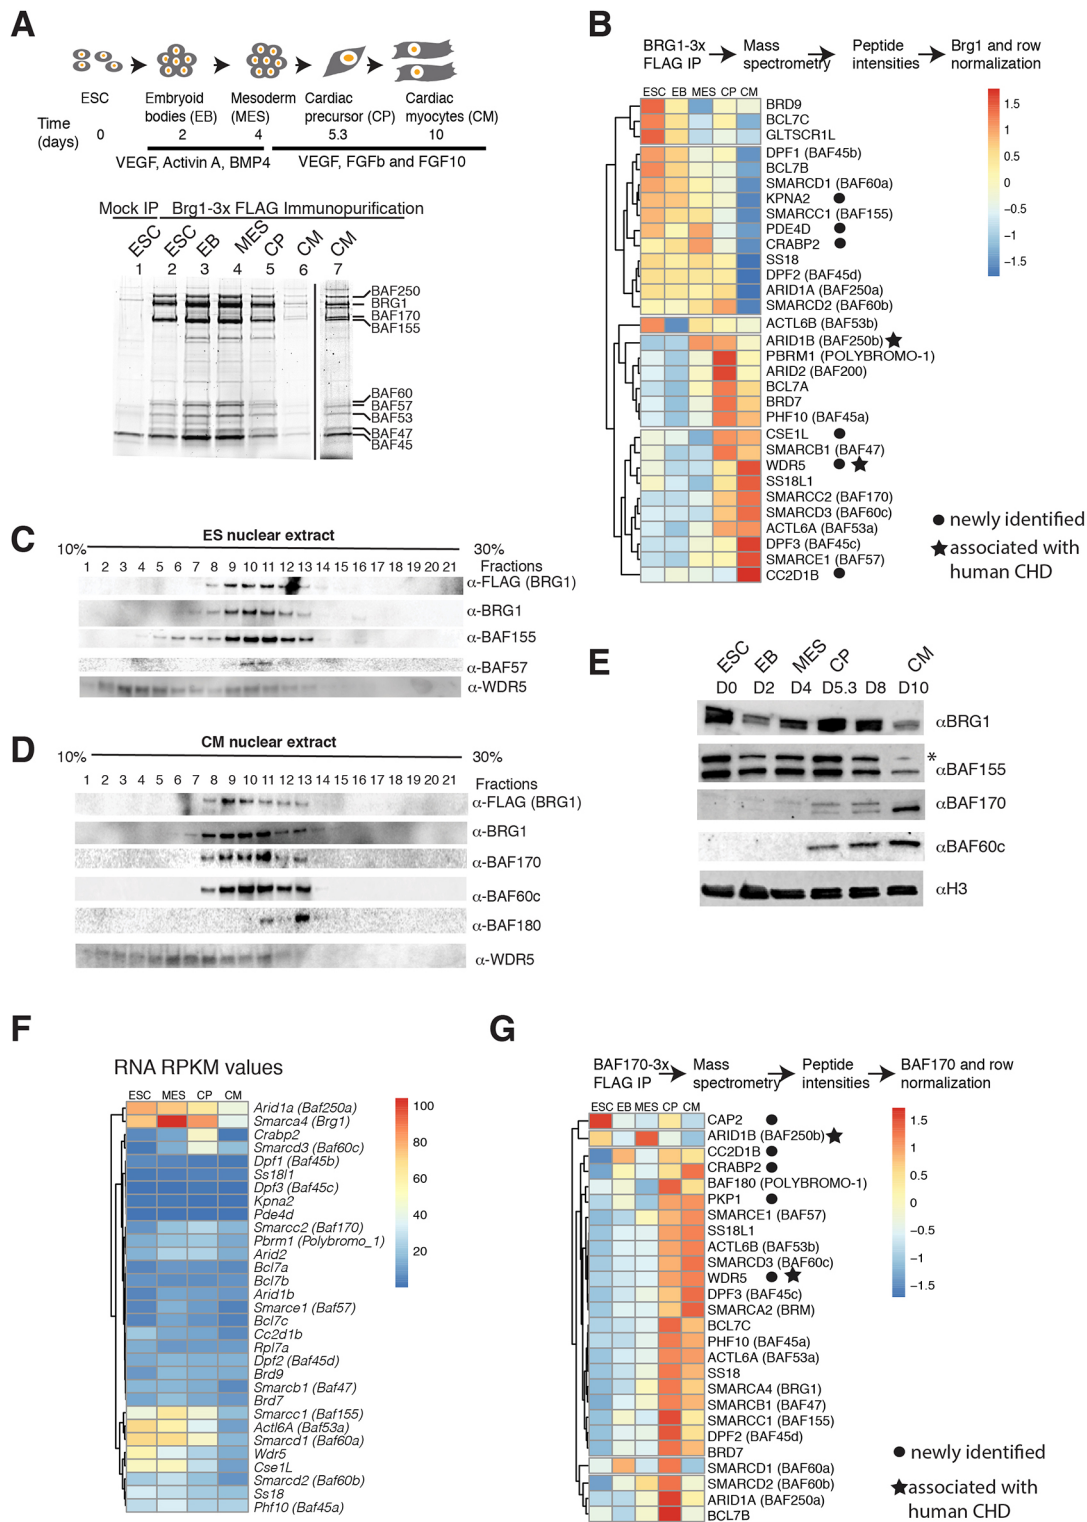 A
ESC
Embryoid bodies (EB)
Mesoderm (MES)
Cardiac precursor (CP)
Cardiac myocytes (CM)
Time (days)
0
2
4
5.3
10
VEGF, Activin A, BMP4
VEGF, FGFb and FGF10
Mock IP
Brg1-3x FLAG Immunopurification
ESC ESC EB MES CP CM CM
1 2 3 4 5 6 7
BAF250
BRG1
BAF170
BAF155
BAF60
BAF57
BAF53
BAF47
BAF45
B
BRG1-3x FLAG IP
Mass spectrometry
Peptide intensities
Brg1 and row normalization
ESC EB MES CP CM
BRD9
BCL7C
GLTSCR1L
DPF1 (BAF45b)
BCL7B
SMARCD1 (BAF60a)
KPNA2 ●
SMARCC1 (BAF155)
PDE4D ●
CRABP2 ●
SS18
DPF2 (BAF45d)
ARID1A (BAF250a)
SMARCD2 (BAF60b)
ACTL6B (BAF53b)
ARID1B (BAF250b) ★
PBRM1 (POLYBROMO-1)
ARID2 (BAF200)
BCL7A
BRD7
PHF10 (BAF45a)
CSE1L ●
SMARCB1 (BAF47)
WDR5 ● ★
SS18L1
SMARCC2 (BAF170)
SMARCD3 (BAF60c)
ACTL6A (BAF53a)
DPF3 (BAF45c)
SMARCE1 (BAF57)
CC2D1B ●
1.5
1
0.5
0
−0.5
−1
−1.5
● newly identified
★ associated with human CHD
C
ES nuclear extract
10%
30%
1 2 3 4 5 6 7 8 9 10 11 12 13 14 15 16 17 18 19 20 21
Fractions
α-FLAG (BRG1)
α-BRG1
α-BAF155
α-BAF57
α-WDR5
D
CM nuclear extract
10%
30%
1 2 3 4 5 6 7 8 9 10 11 12 13 14 15 16 17 18 19 20 21
Fractions
α-FLAG (BRG1)
α-BRG1
α-BAF170
α-BAF60c
α-BAF180
α-WDR5
E
ESC EB MES CP CM
D0 D2 D4 D5.3 D8 D10
αBRG1
*
αBAF155
αBAF170
αBAF60c
αH3
F
RNA RPKM values
ESC MES CP CM
Arid1a (Baf250a)
Smarca4 (Brg1)
Crabp2
Smarcd3 (Baf60c)
Dpf1 (Baf45b)
Ss18l1
Dpf3 (Baf45c)
Kpna2
Pde4d
Smarcc2 (Baf170)
Pbrm1 (Polybromo_1)
Arid2
Bcl7a
Bcl7b
Arid1b
Smarce1 (Baf57)
Bcl7c
Cc2d1b
Rpl7a
Dpf2 (Baf45d)
Brd9
Smarcb1 (Baf47)
Brd7
Smarcc1 (Baf155)
Actl6A (Baf53a)
Smarcd1 (Baf60a)
Wdr5
Cse1L
Smarcd2 (Baf60b)
Ss18
Phf10 (Baf45a)
100
80
60
40
20
G
BAF170-3x FLAG IP
Mass spectrometry
Peptide intensities
BAF170 and row normalization
ESC EB MES CP CM
CAP2 ●
ARID1B (BAF250b) ★
CC2D1B ●
CRABP2 ●
BAF180 (POLYBROMO-1)
PKP1 ●
SMARCE1 (BAF57)
SS18L1
ACTL6B (BAF53b)
SMARCD3 (BAF60c)
WDR5 ● ★
DPF3 (BAF45c)
SMARCA2 (BRM)
BCL7C
PHF10 (BAF45a)
ACTL6A (BAF53a)
SS18
SMARCA4 (BRG1)
SMARCB1 (BAF47)
SMARCC1 (BAF155)
DPF2 (BAF45d)
BRD7
SMARCD1 (BAF60a)
SMARCD2 (BAF60b)
ARID1A (BAF250a)
BCL7B
1.5
1
0.5
0
−0.5
−1
−1.5
● newly identified
★ associated with human CHD